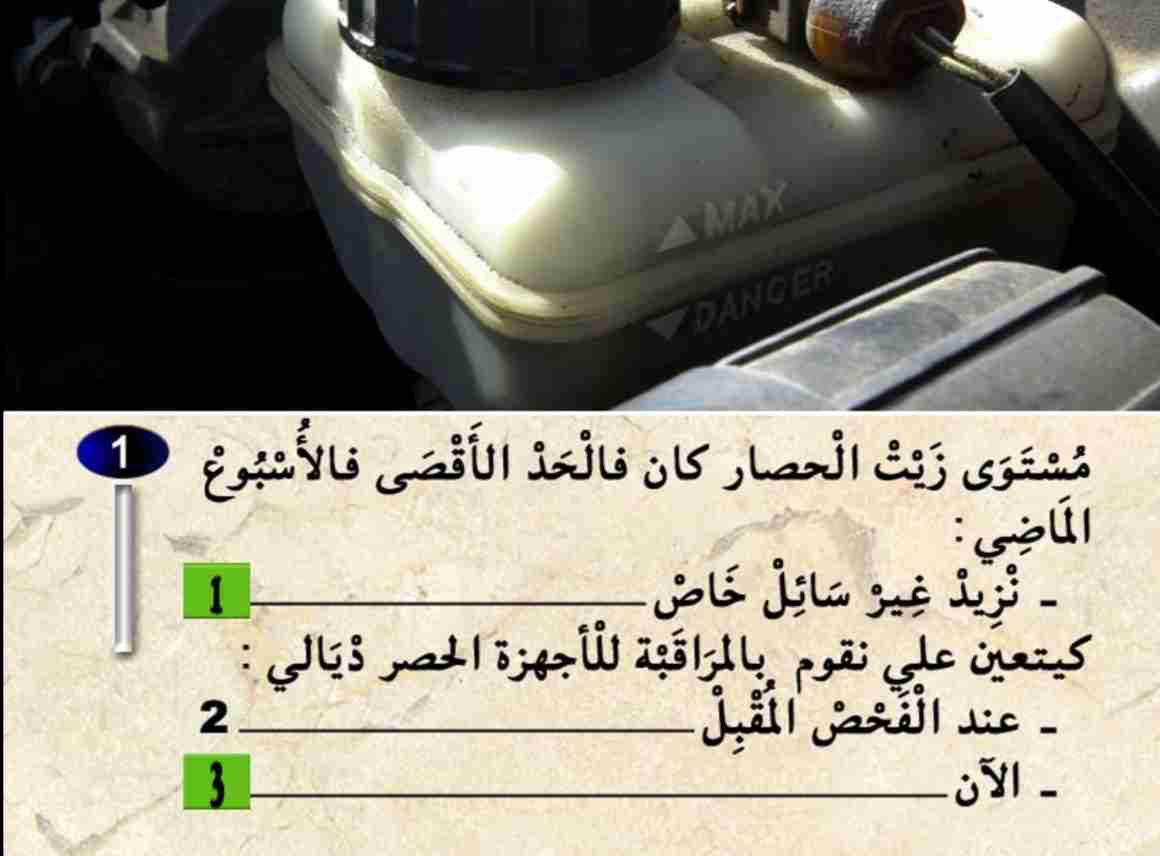 MAX
DANGER
1
مُسْتَوَى زَيْتْ الْحصار كان فالْحَدْ الأَقْصَى فالأُسْبُوعْ
المَاضِي :
ـ نْزِيدْ غِيرْ سَائِلْ خَاصْ 1
كيتعين علي نقوم بالمرَاقَبْة للْأجهزة الحصر دْيَالي :
ـ عند الْفَحْصْ المُقْبِلْ 2
ـ الآن 3